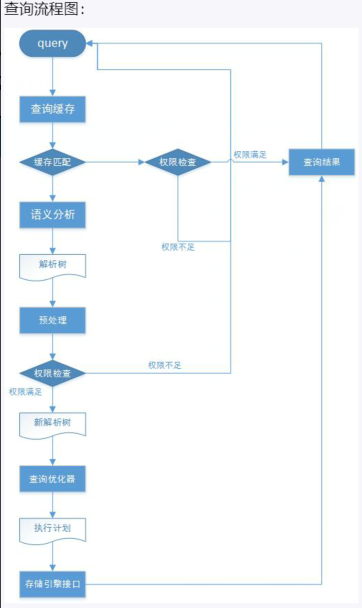 查询流程图:
query
查询缓存
缓存匹配
权限检查
权限满足
查询结果
语义分析
权限不足
解析树
预处理
权限检查
权限不足
权限满足
新解析树
查询优化器
执行计划
存储引擎接口